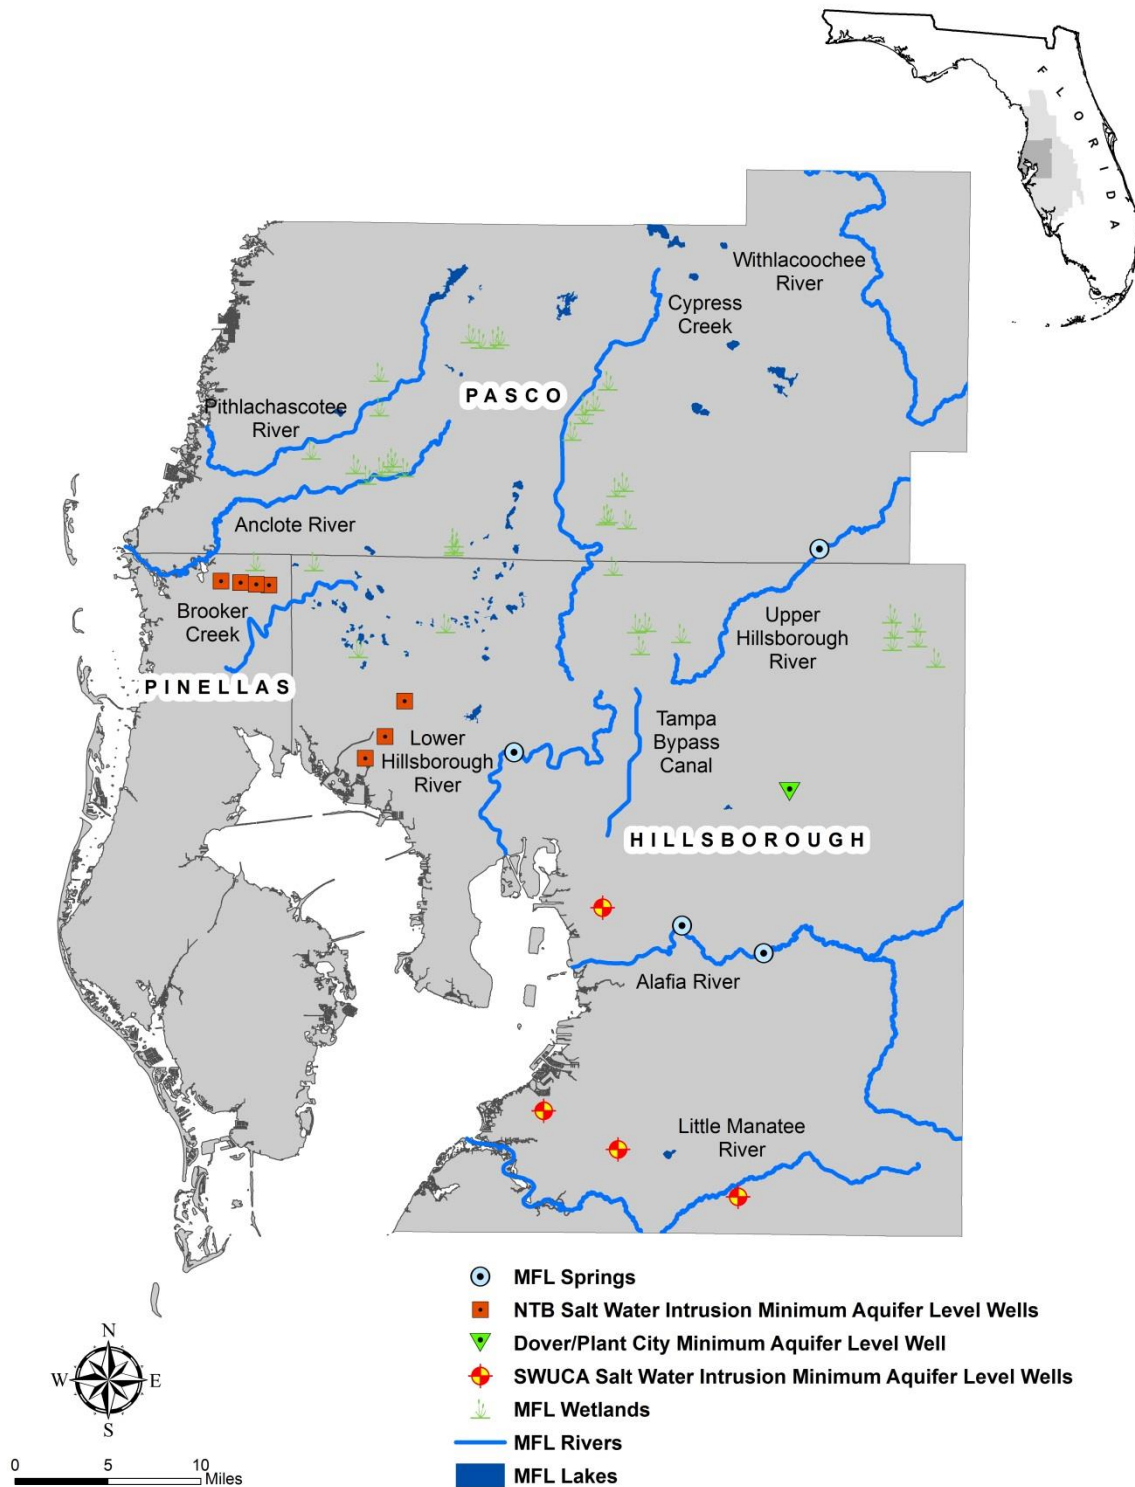 FLORIDA
Withlacoochee
River
Cypress
Creek
PASCO
Pithlachascotee
River
Anclote River
Brooker
Creek
Upper
Hillsborough
River
PINELLAS
Lower
Hillsborough
River
Tampa
Bypass
Canal
HILLSBOROUGH
Alafia River
Little Manatee
River
MFL Springs
NTB Salt Water Intrusion Minimum Aquifer Level Wells
Dover/Plant City Minimum Aquifer Level Well
SWUCA Salt Water Intrusion Minimum Aquifer Level Wells
MFL Wetlands
MFL Rivers
MFL Lakes
N
W E
S
0 5 10
Miles